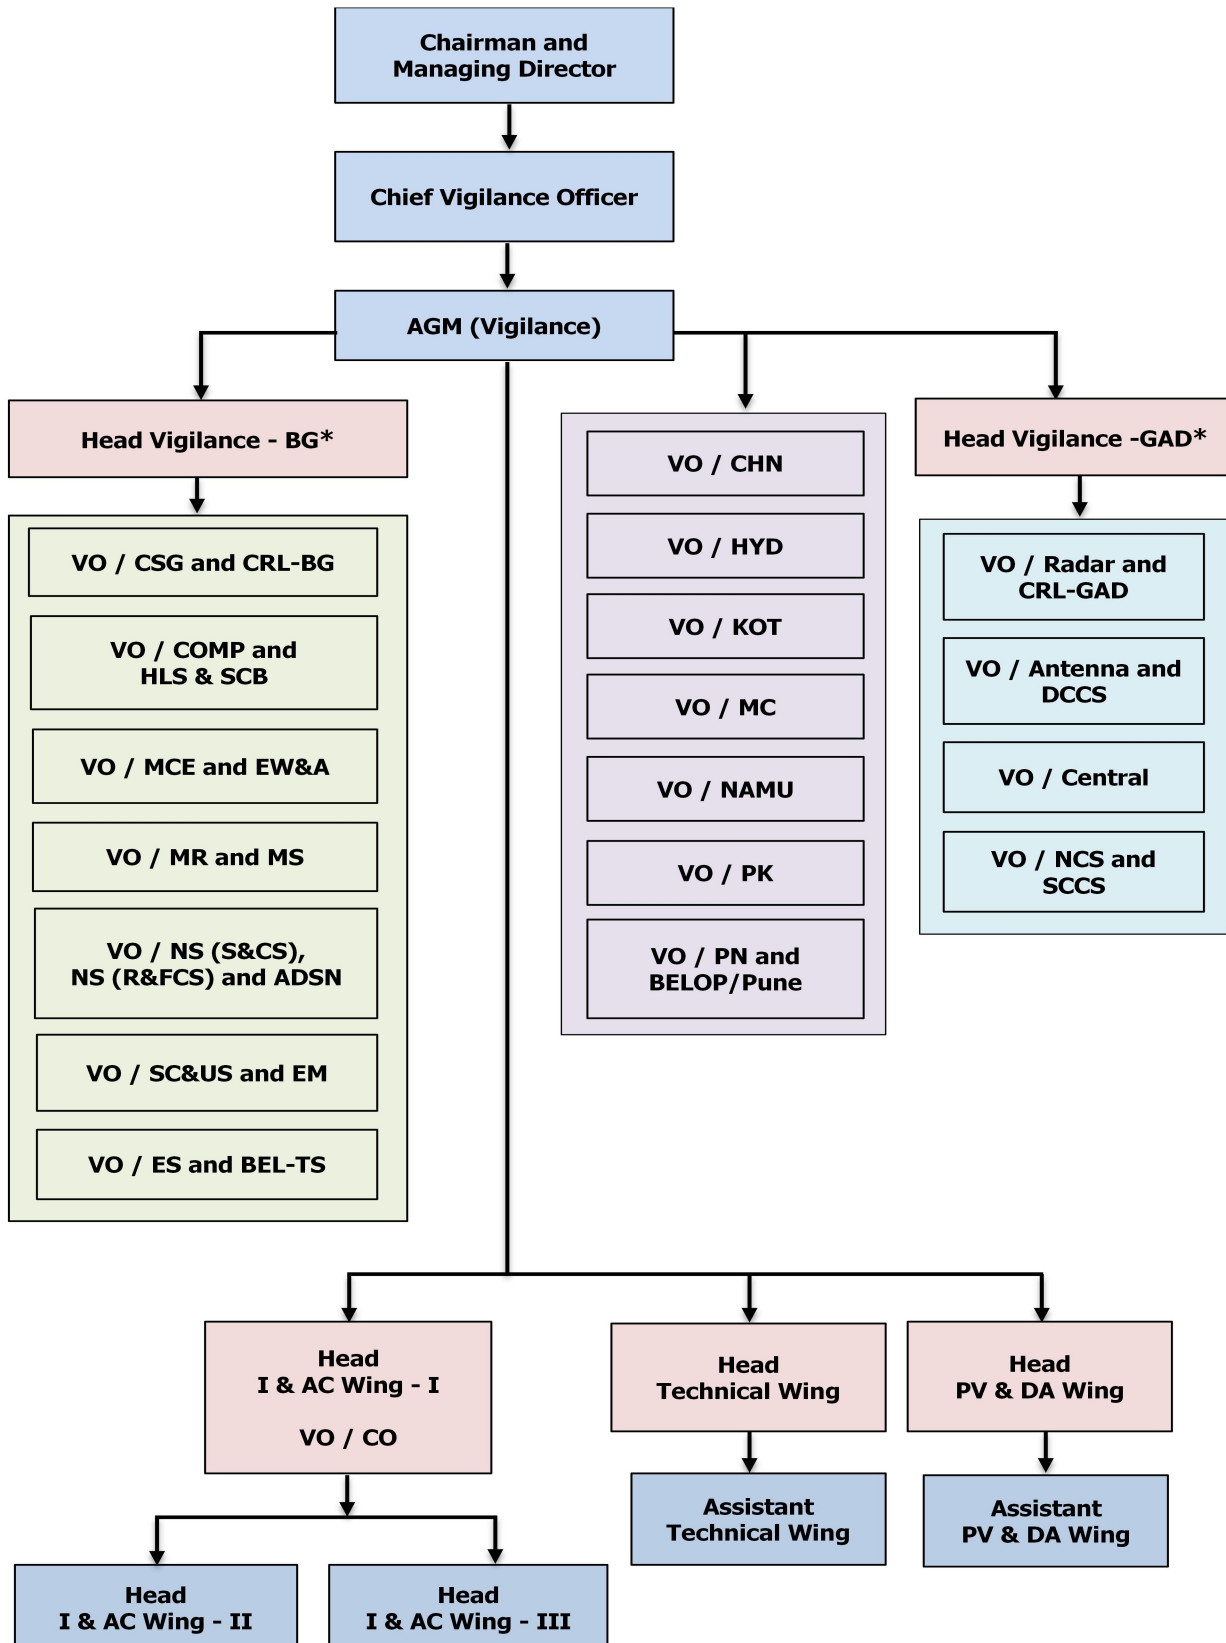 Chairman and
Managing Director
Chief Vigilance Officer
AGM (Vigilance)
Head Vigilance - BG*
VO / CSG and CRL-BG
VO / COMP and
HLS & SCB
VO / MCE and EW&A
VO / MR and MS
VO / NS (S&CS),
NS (R&FCS) and ADSN
VO / SC&US and EM
VO / ES and BEL-TS
VO / CHN
VO / HYD
VO / KOT
VO / MC
VO / NAMU
VO / PK
VO / PN and
BELOP/Pune
Head Vigilance -GAD*
VO / Radar and
CRL-GAD
VO / Antenna and
DCCS
VO / Central
VO / NCS and
SCCS
Head
I & AC Wing - I
VO / CO
Head
I & AC Wing - II
Head
I & AC Wing - III
Head
Technical Wing
Assistant
Technical Wing
Head
PV & DA Wing
Assistant
PV & DA Wing